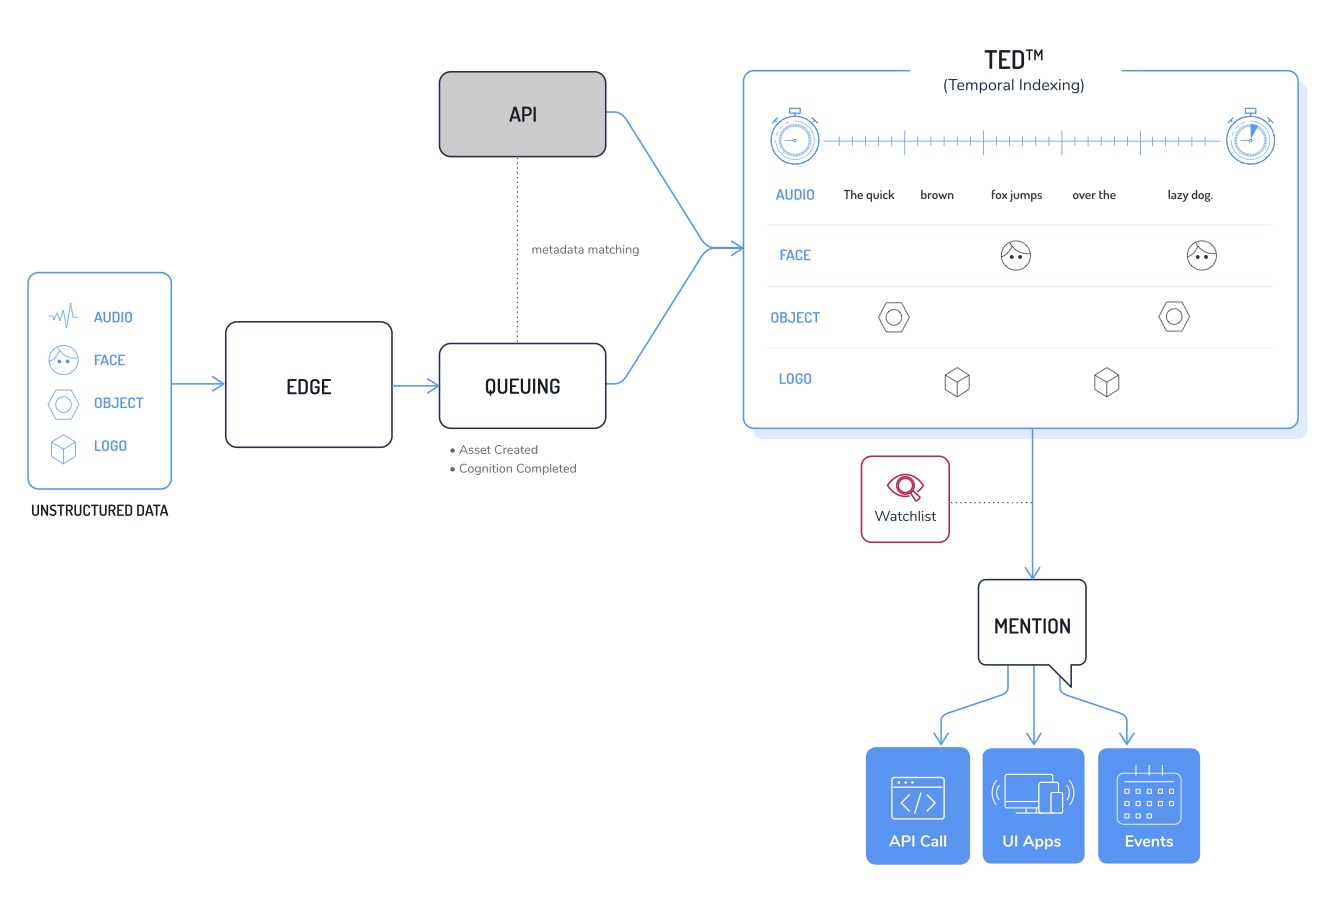 TED™
(Temporal Indexing)
API
AUDIO The quick brown fox jumps over the lazy dog.
metadata matching
FACE
OBJECT
LOGO
AUDIO
FACE
OBJECT
LOGO
UNSTRUCTURED DATA
EDGE
QUEUING
• Asset Created
• Cognition Completed
Watchlist
MENTION
API Call
UI Apps
Events